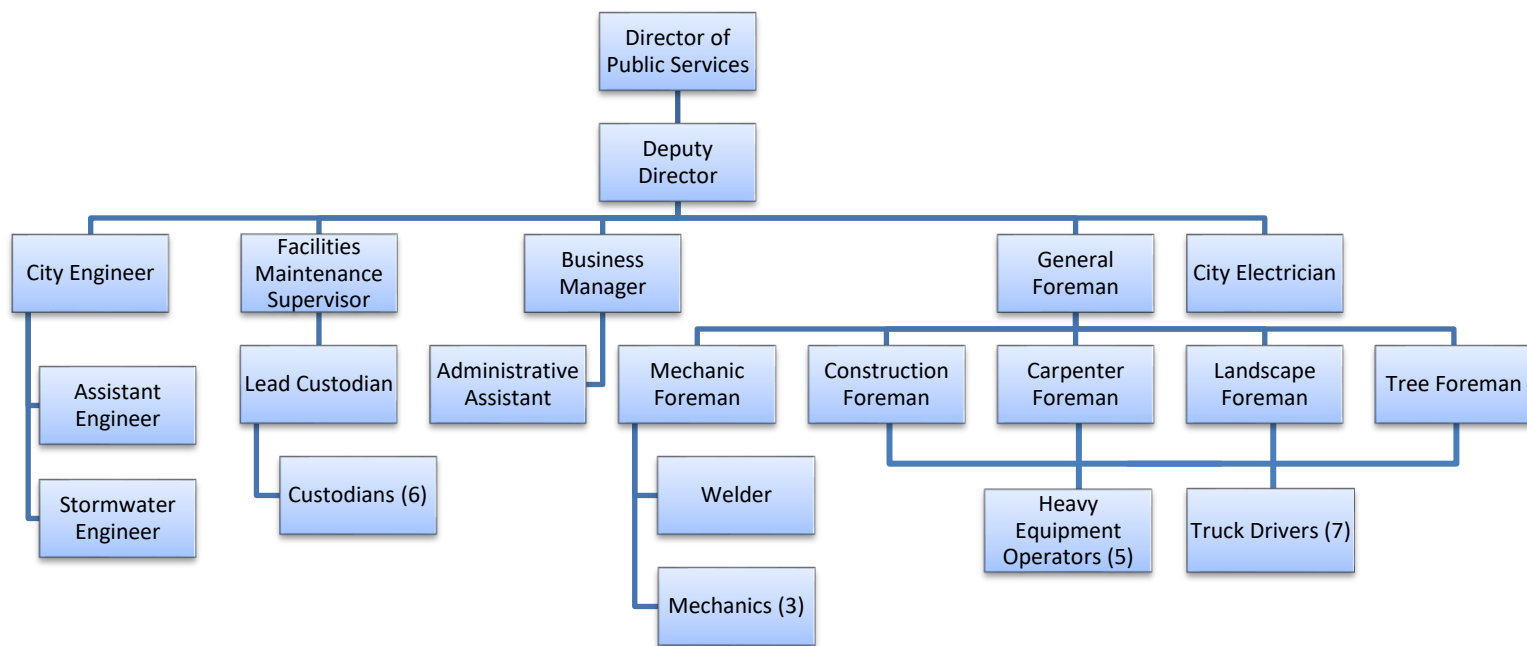 Director of
Public Services
Deputy
Director
City Engineer
Facilities
Maintenance
Supervisor
Business
Manager
General
Foreman
City Electrician
Assistant
Engineer
Stormwater
Engineer
Lead Custodian
Custodians (6)
Administrative
Assistant
Mechanic
Foreman
Construction
Foreman
Carpenter
Foreman
Landscape
Foreman
Tree Foreman
Welder
Mechanics (3)
Heavy
Equipment
Operators (5)
Truck Drivers (7)